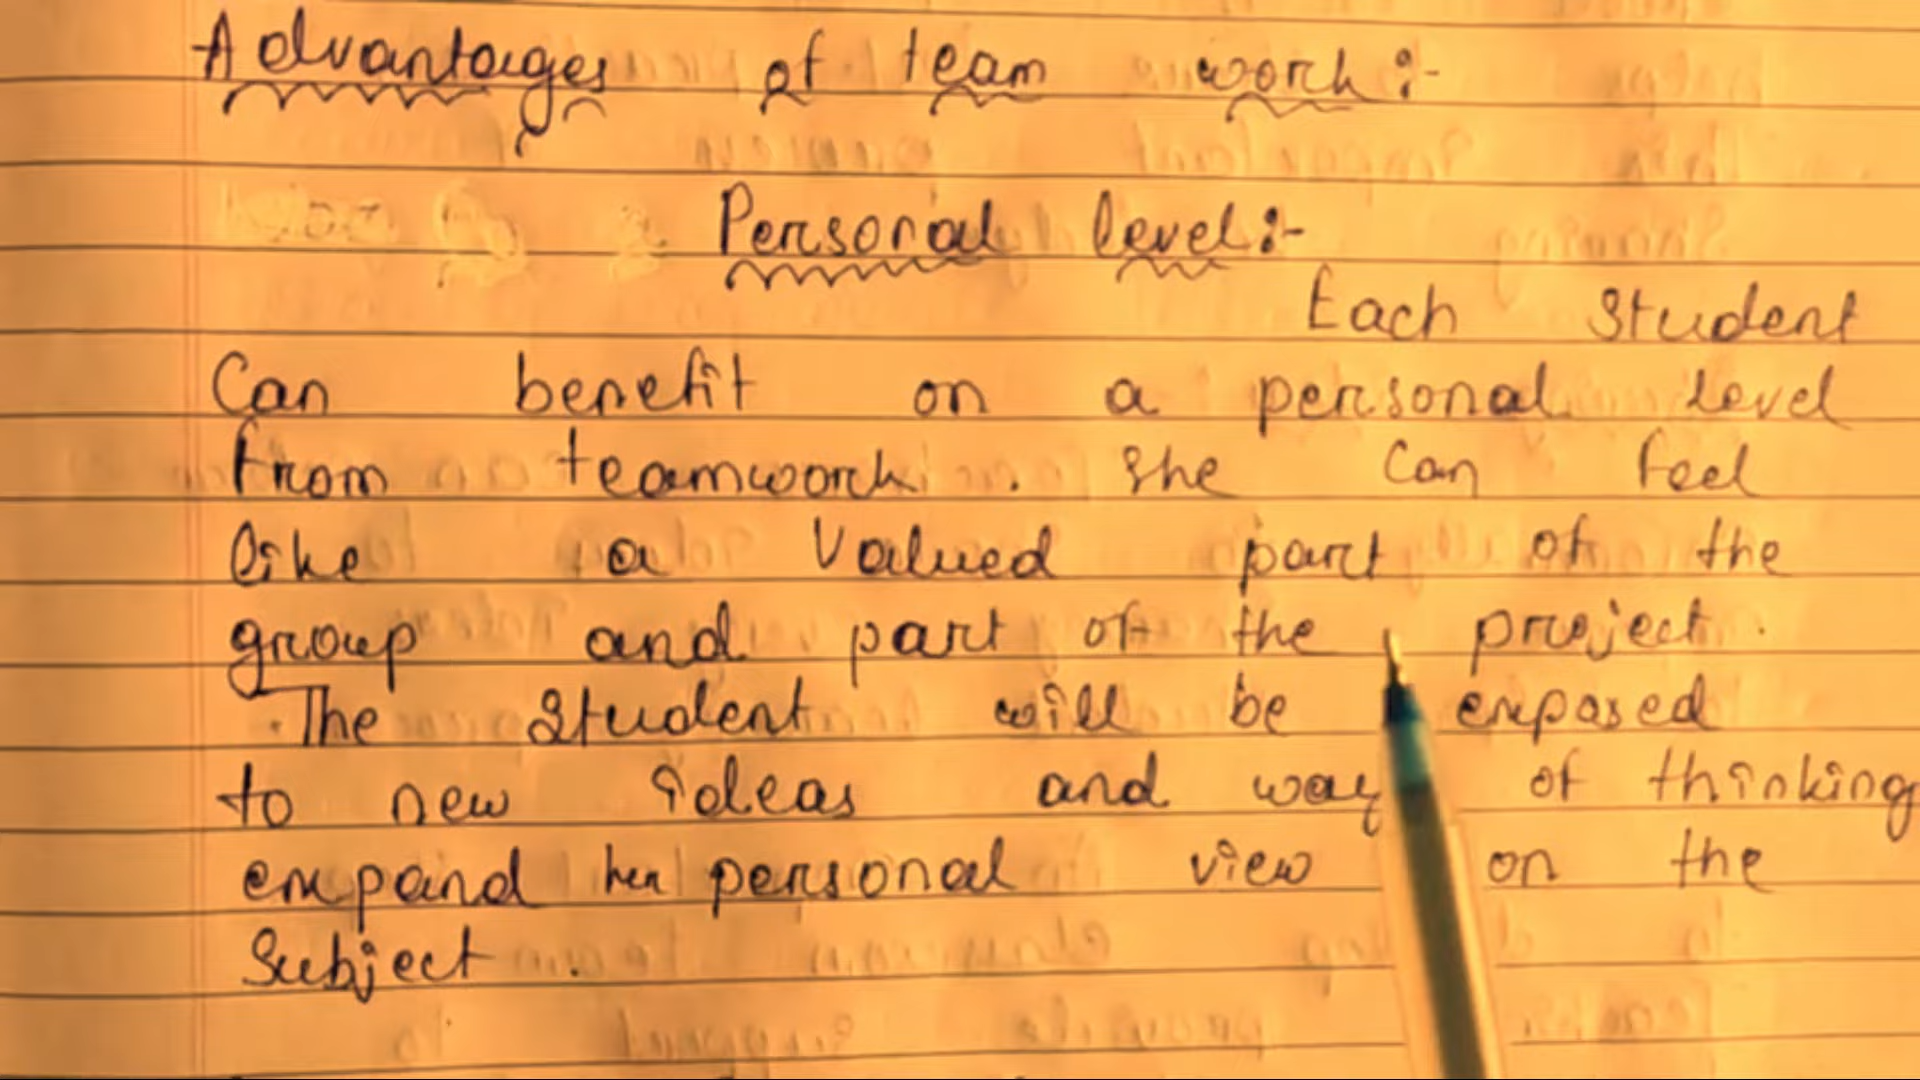 Advantages of team work :-
Personal level :-
Each Student
Can benefit on a personal level
from teamwork. She Can feel
like a Valued part of the
group and part of the project.
The Student will be exposed
to new ideas and way of thinking
expand her personal view on the
Subject.